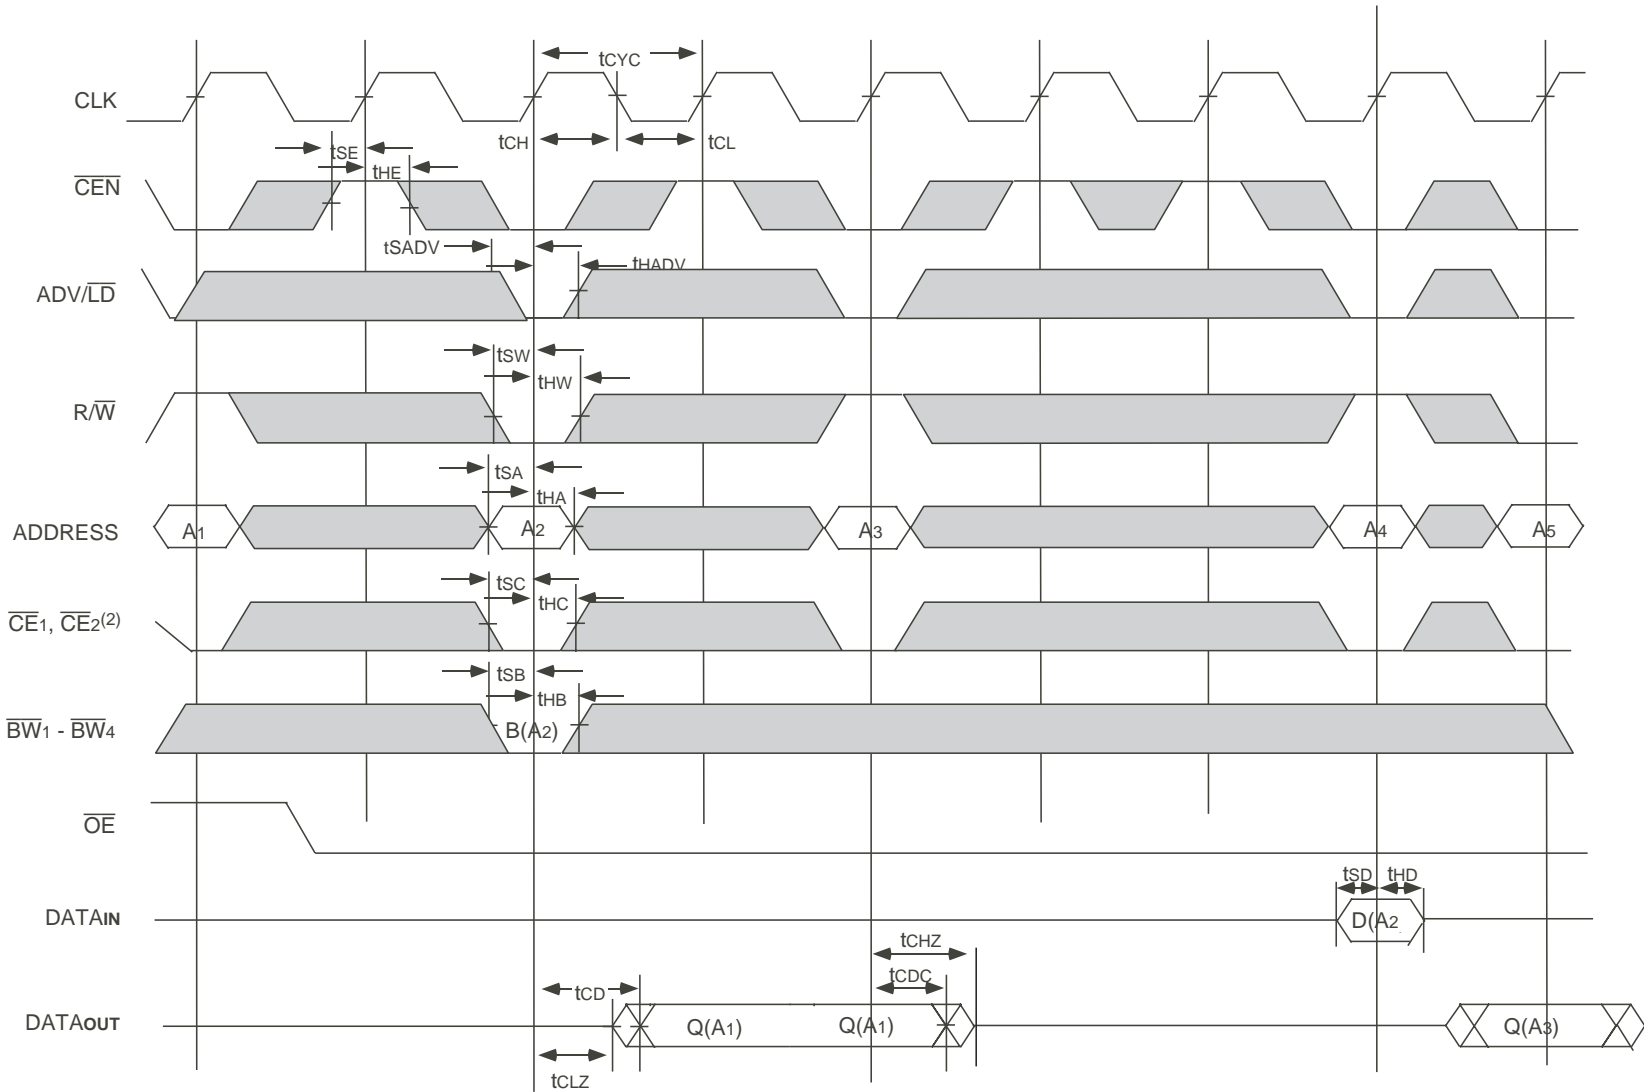 tCYC
CLK
tCH
tCL
tSE
tHE
CEN
tSADV
tHADV
ADV/LD
tSW
tHW
R/W
tSA
tHA
ADDRESS
A1
A2
A3
A4
A5
tSC
tHC
CE1, CE2(2)
tSB
tHB
BW1 - BW4
B(A2)
OE
tSD
tHD
DATAIN
D(A2
tCHZ
tCDC
tCD
DATAOUT
Q(A1)
Q(A1)
Q(A3)
tCLZ